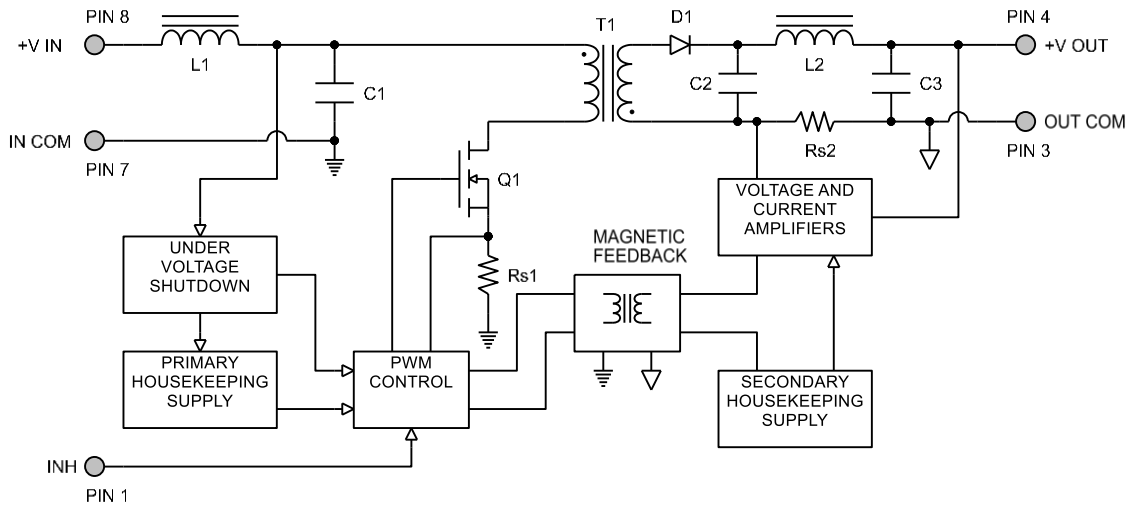 PIN 8
T1
D1
PIN 4
+V IN
+V OUT
L1
C1
C2
L2
C3
IN COM
OUT COM
PIN 7
Rs2
PIN 3
Q1
VOLTAGE AND
CURRENT
AMPLIFIERS
UNDER
VOLTAGE
SHUTDOWN
MAGNETIC
FEEDBACK
Rs1
PRIMARY
HOUSEKEEPING
SUPPLY
PWM
CONTROL
SECONDARY
HOUSEKEEPING
SUPPLY
INH
PIN 1